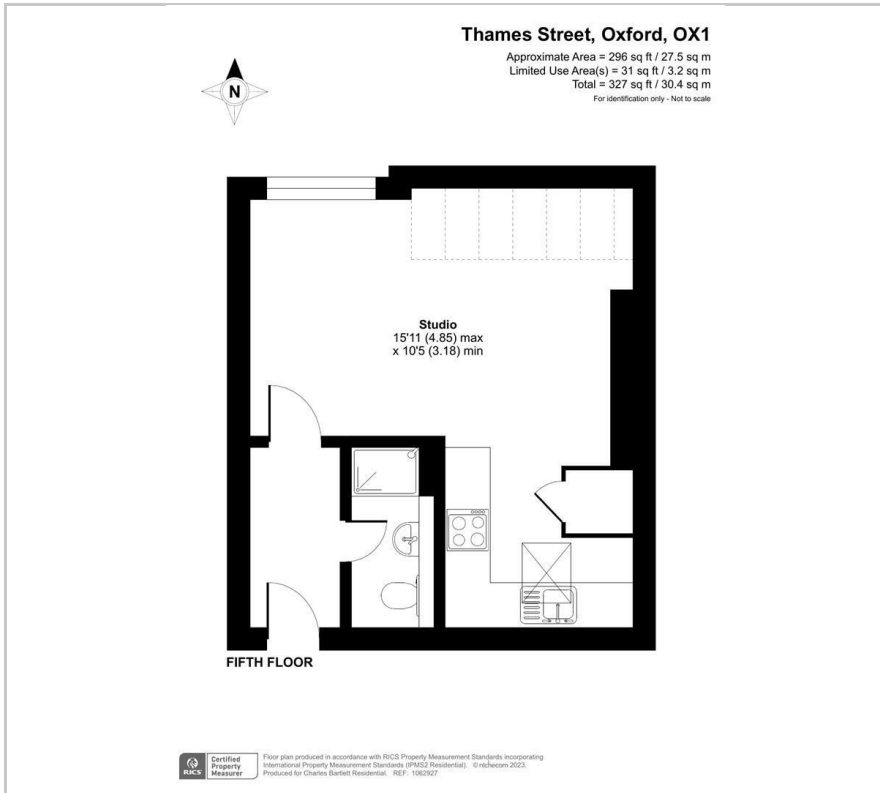 Thames Street, Oxford, OX1
Approximate Area = 296 sq ft / 27.5 sq m
Limited Use Area(s) = 31 sq ft / 3.2 sq m
Total = 327 sq ft / 30.4 sq m
For identification only - Not to scale
N
Studio
15'11 (4.85) max
x 10'5 (3.18) min
FIFTH FLOOR
RICS
Certified
Property
Measurer
Floor plan produced in accordance with RICS Property Measurement Standards incorporating
International Property Measurement Standards (IPMS2 Residential). © nichecom 2023.
Produced for Charles Bartlett Residential. REF: 1062927